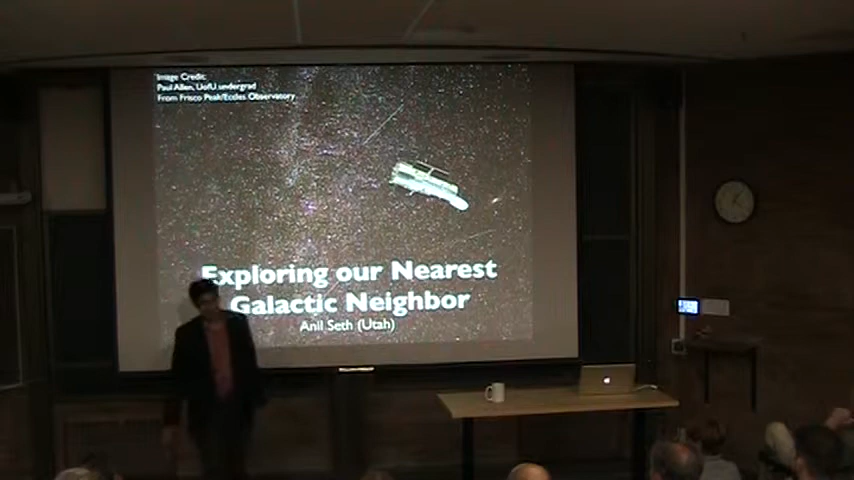 Image Credit:
Paul Allen, UofU undergrad
From Frisco Peak/Eccles Observatory
Exploring our Nearest
Galactic Neighbor
Anil Seth (Utah)